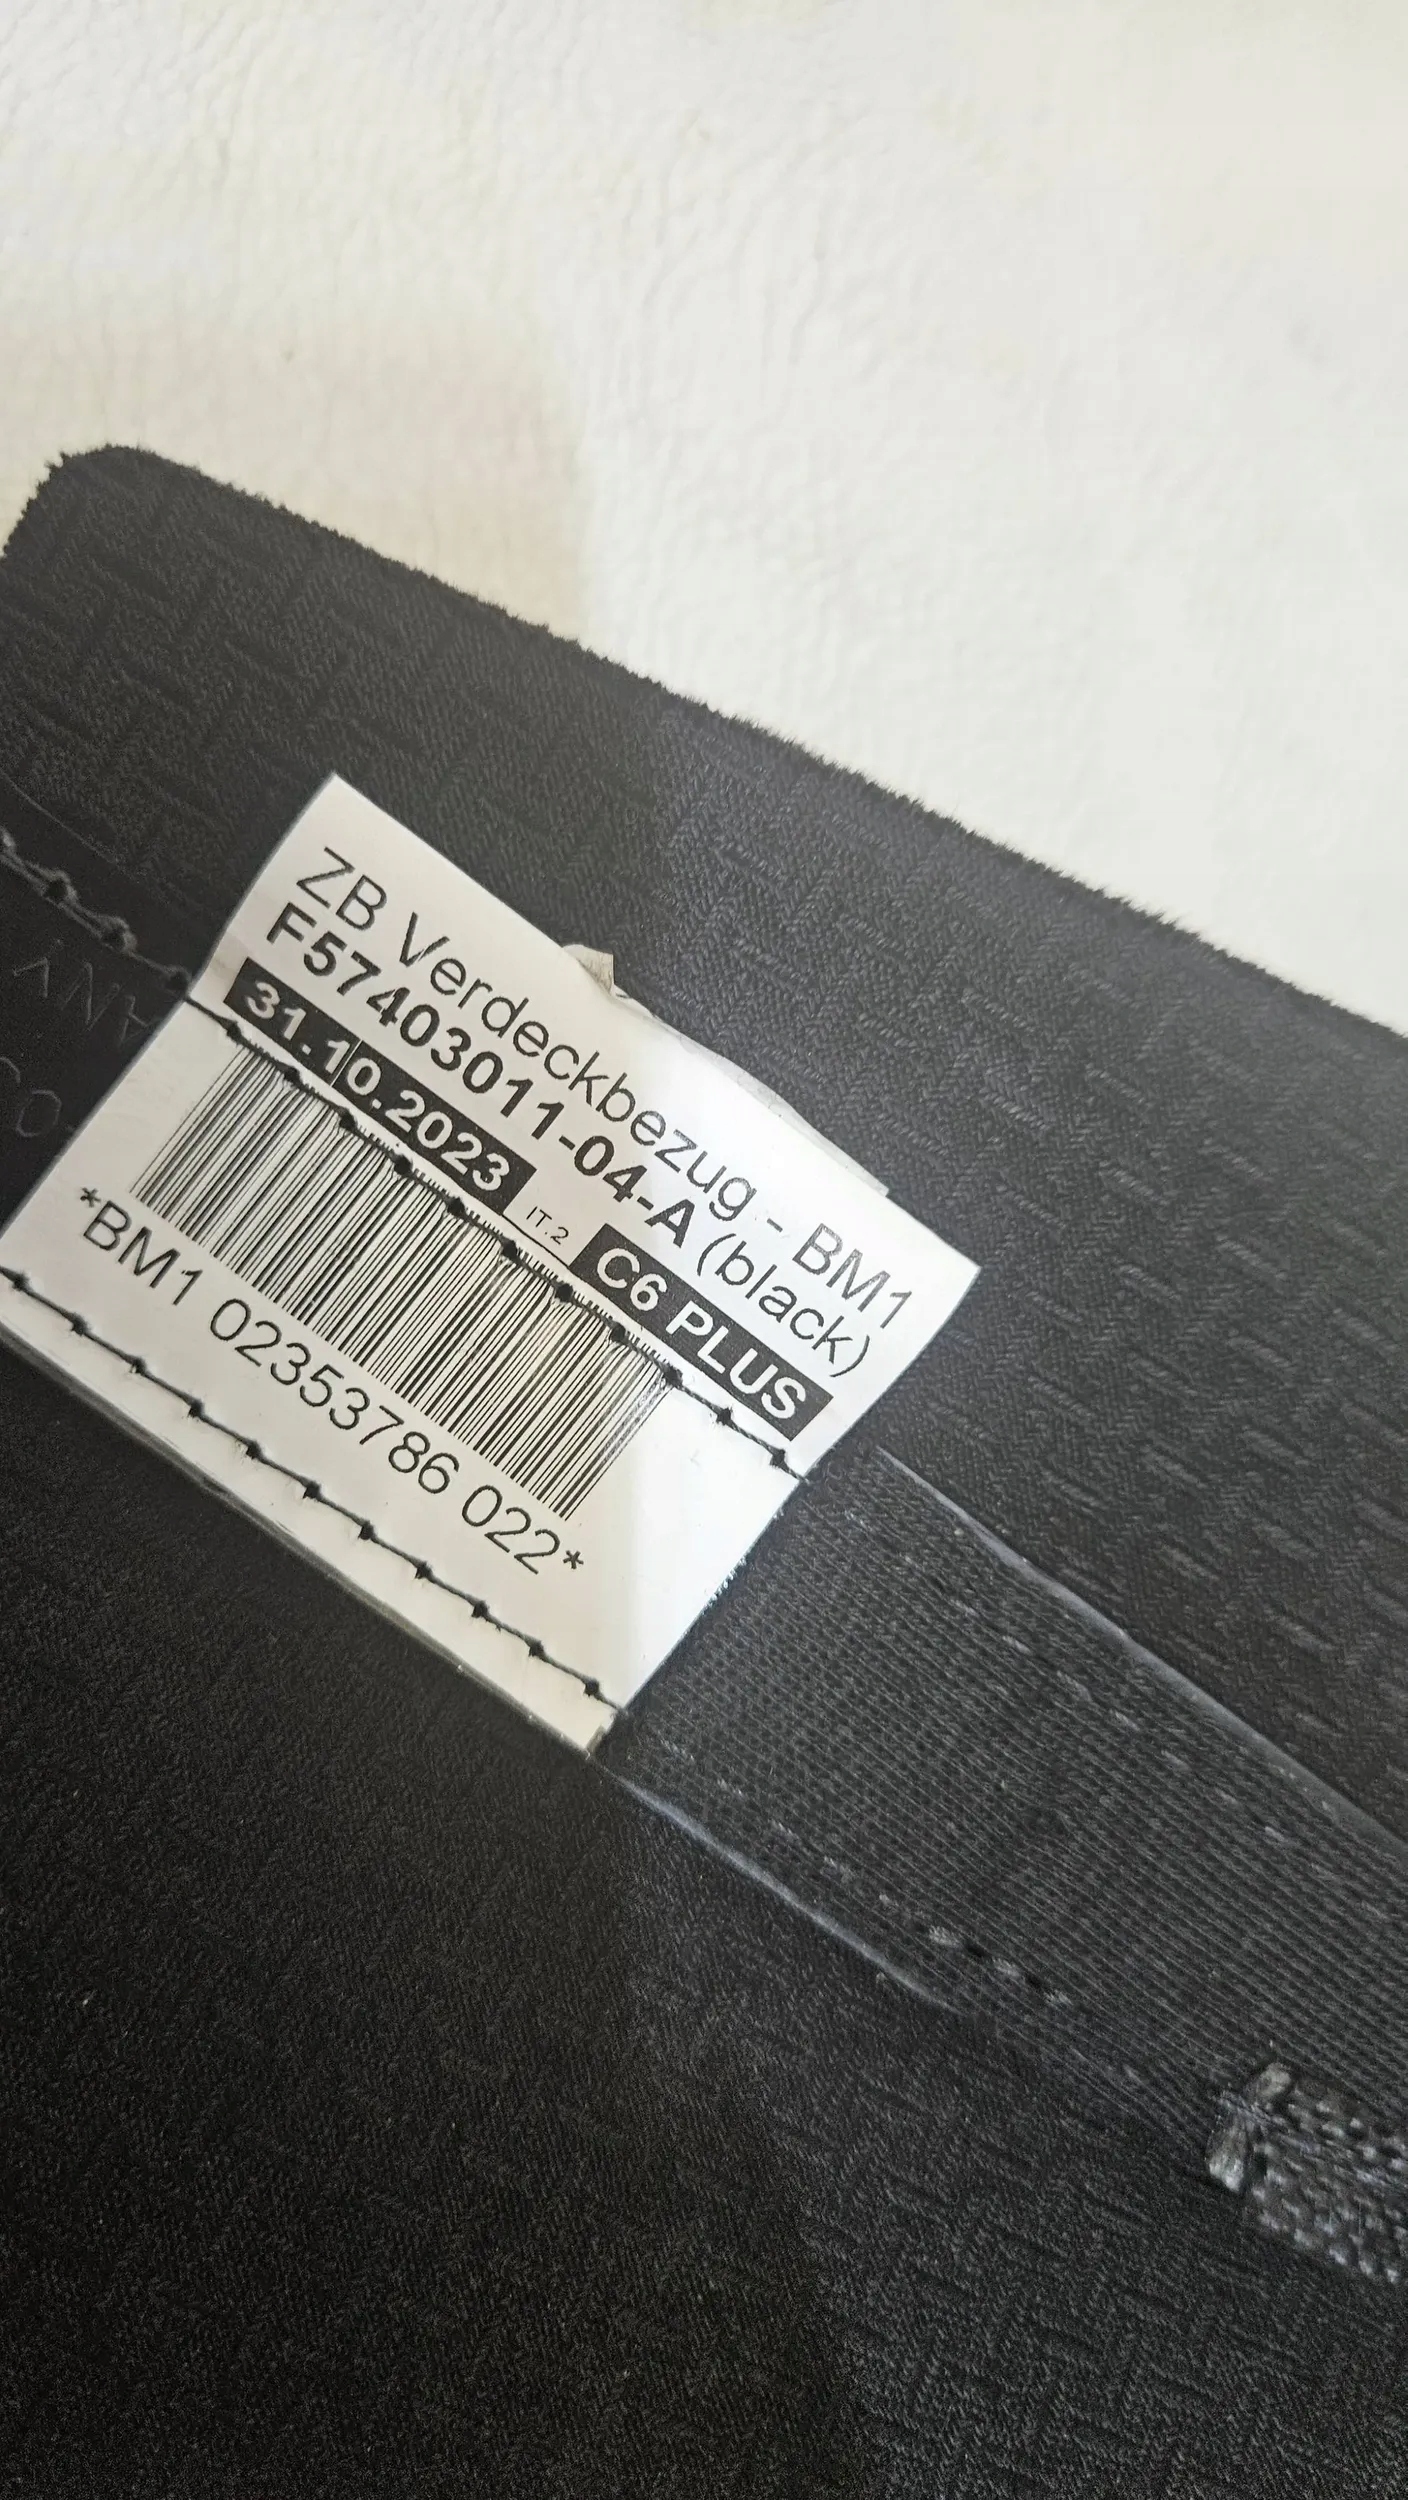 ZB Verdeckbezug - BM1
F57403011-04-A (black)
31.10.2023 IT.2 C6 PLUS
*BM1 02353786 022*